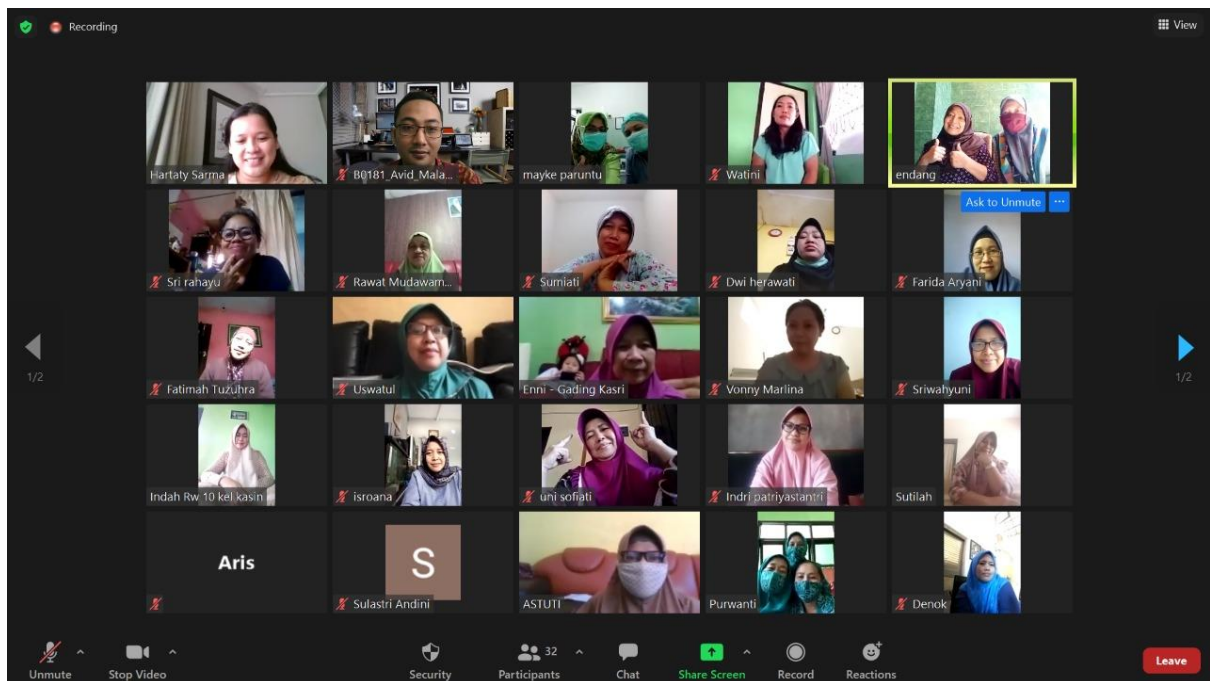 Recording
View
Hartaty Sarma
B0181_Avid_Mala...
mayke paruntu
Watini
endang
Ask to Unmute ...
Sri rahayu
Rawat Mudawam...
Sumiati
Dwi herawati
Farida Aryani
Fatimah Tuzuhra
Uswatul
Enni - Gading Kasri
Vonny Marlina
Sriwahyuni
1/2
1/2
Indah Rw 10 kel kasin
isroana
uni sofiati
Indri patriyastantri
Sutilah
Aris
S
Sulastri Andini
ASTUTI
Purwanti
Denok
Unmute
Stop Video
Security
32
Participants
Chat
Share Screen
Record
Reactions
Leave